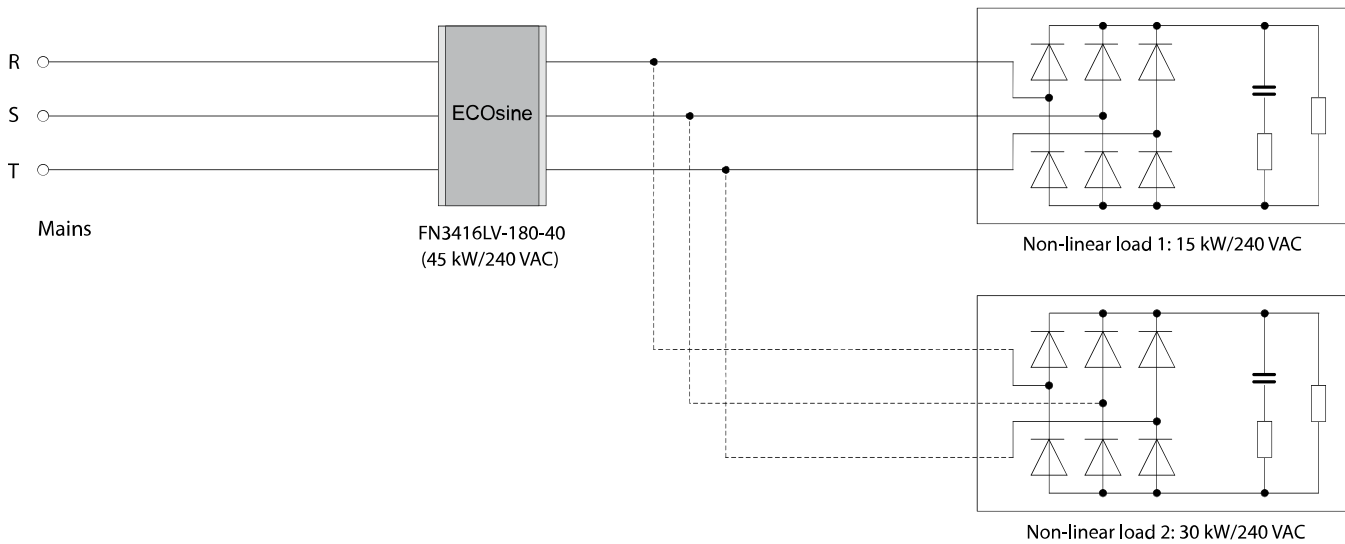 R
S
T
Mains
ECOsine
FN3416LV-180-40
(45 kW/240 VAC)
Non-linear load 1: 15 kW/240 VAC
Non-linear load 2: 30 kW/240 VAC